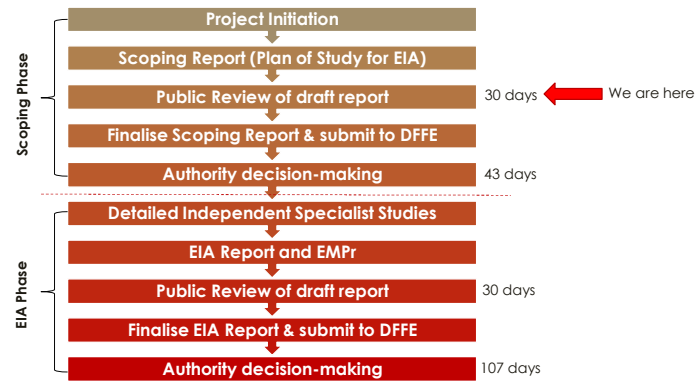 Project Initiation
Scoping Report (Plan of Study for EIA)
Public Review of draft report
30 days
We are here
Finalise Scoping Report & submit to DFFE
Authority decision-making
43 days
Scoping Phase
Detailed Independent Specialist Studies
EIA Report and EMPr
Public Review of draft report
30 days
Finalise EIA Report & submit to DFFE
Authority decision-making
107 days
EIA Phase